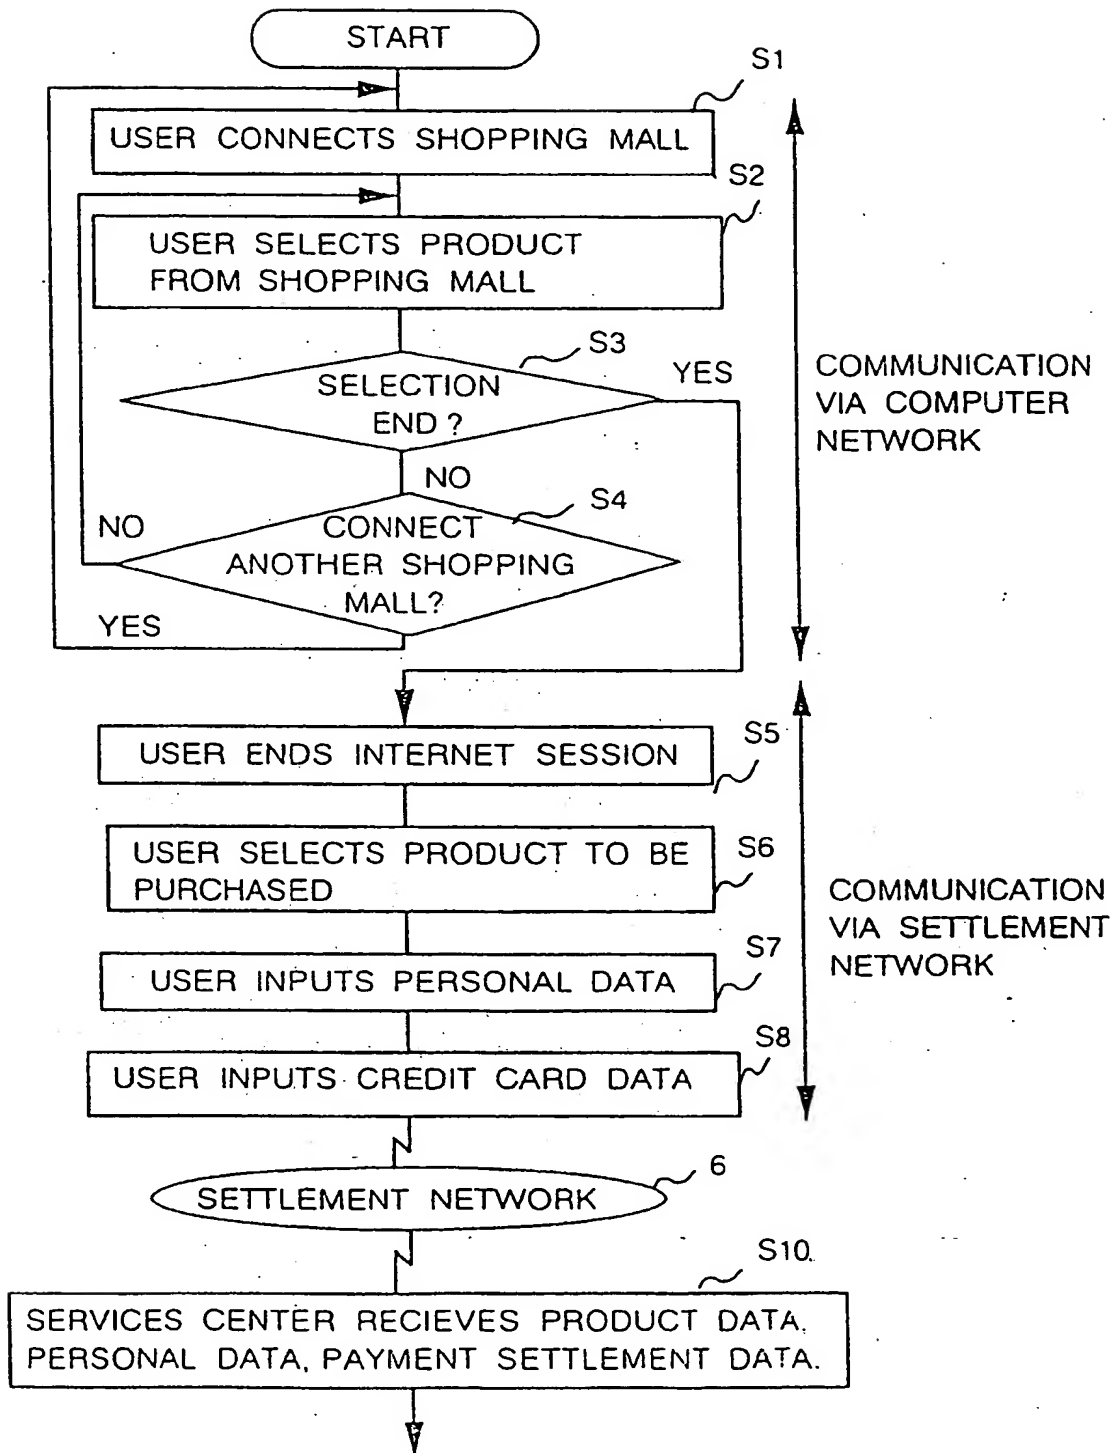 START
S1
USER CONNECTS SHOPPING MALL
S2
USER SELECTS PRODUCT
FROM SHOPPING MALL
S3
SELECTION
END ?
YES
NO
S4
CONNECT
ANOTHER SHOPPING
MALL?
NO
YES
COMMUNICATION
VIA COMPUTER
NETWORK
S5
USER ENDS INTERNET SESSION
S6
USER SELECTS PRODUCT TO BE
PURCHASED
S7
USER INPUTS PERSONAL DATA
S8
USER INPUTS CREDIT CARD DATA
COMMUNICATION
VIA SETTLEMENT
NETWORK
6
SETTLEMENT NETWORK
S10
SERVICES CENTER RECIEVES PRODUCT DATA,
PERSONAL DATA, PAYMENT SETTLEMENT DATA.